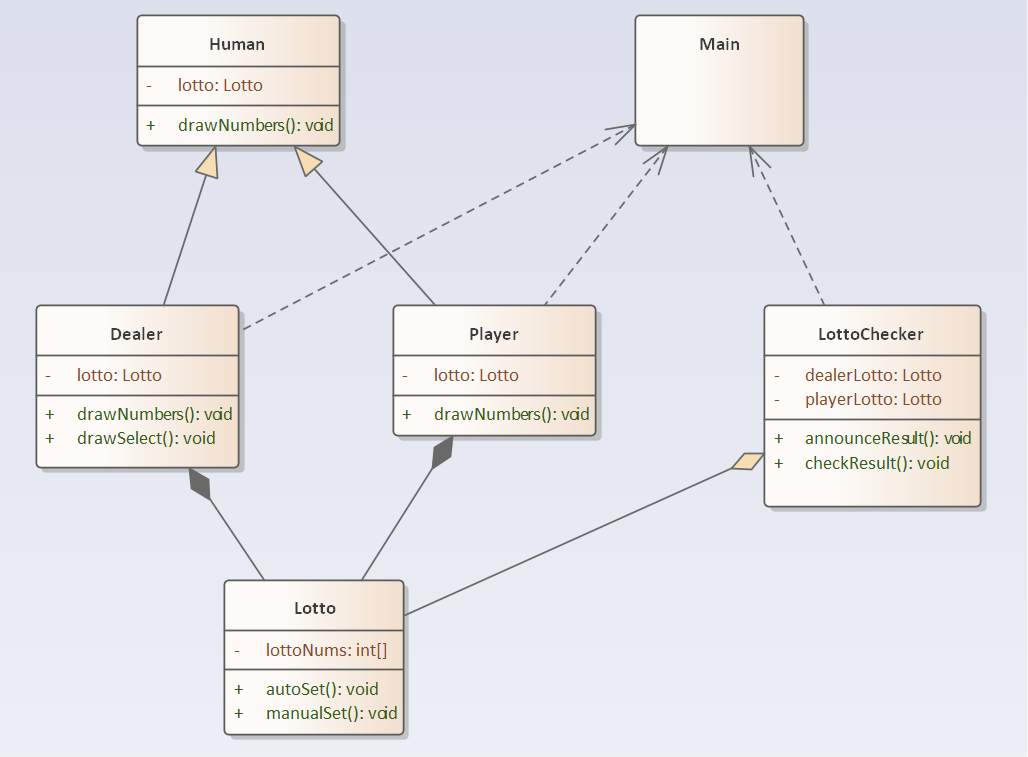 Human
- lotto: Lotto
+ drawNumbers(): void
Main
Dealer
- lotto: Lotto
+ drawNumbers(): void
+ drawSelect(): void
Player
- lotto: Lotto
+ drawNumbers(): void
LottoChecker
- dealerLotto: Lotto
- playerLotto: Lotto
+ announceResult(): void
+ checkResult(): void
Lotto
- lottoNums: int[]
+ autoSet(): void
+ manualSet(): void